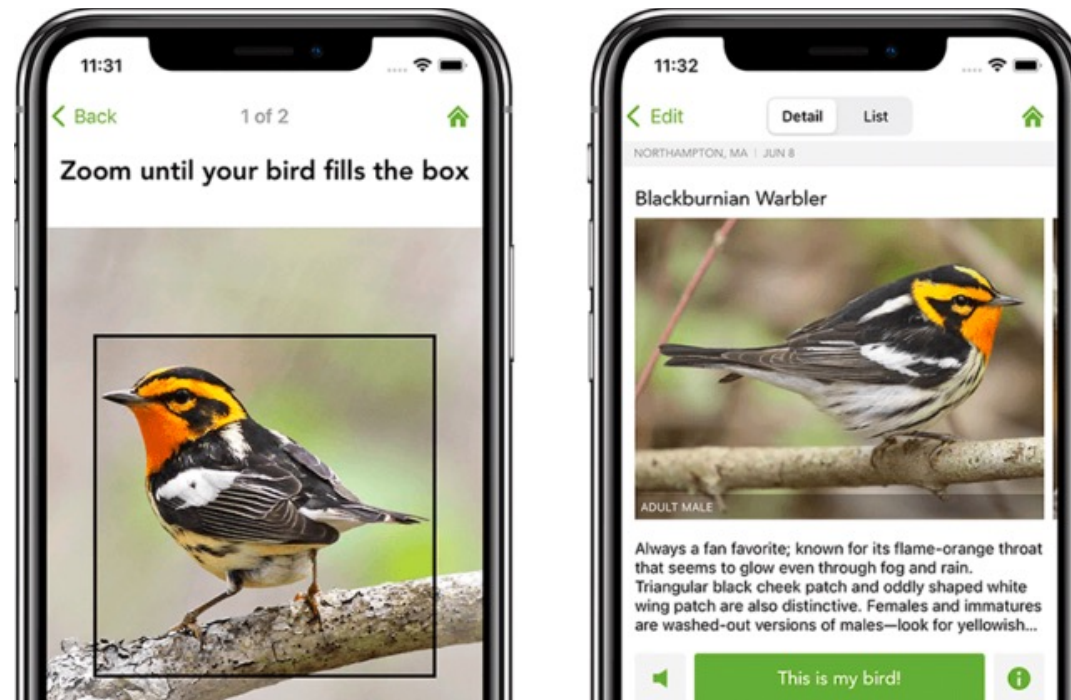 11:31
Back
1 of 2
Zoom until your bird fills the box
11:32
Edit
Detail
List
NORTHAMPTON, MA | JUN 8
Blackburnian Warbler
ADULT MALE
Always a fan favorite; known for its flame-orange throat
that seems to glow even through fog and rain.
Triangular black cheek patch and oddly shaped white
wing patch are also distinctive. Females and immatures
are washed-out versions of males—look for yellowish...
This is my bird!